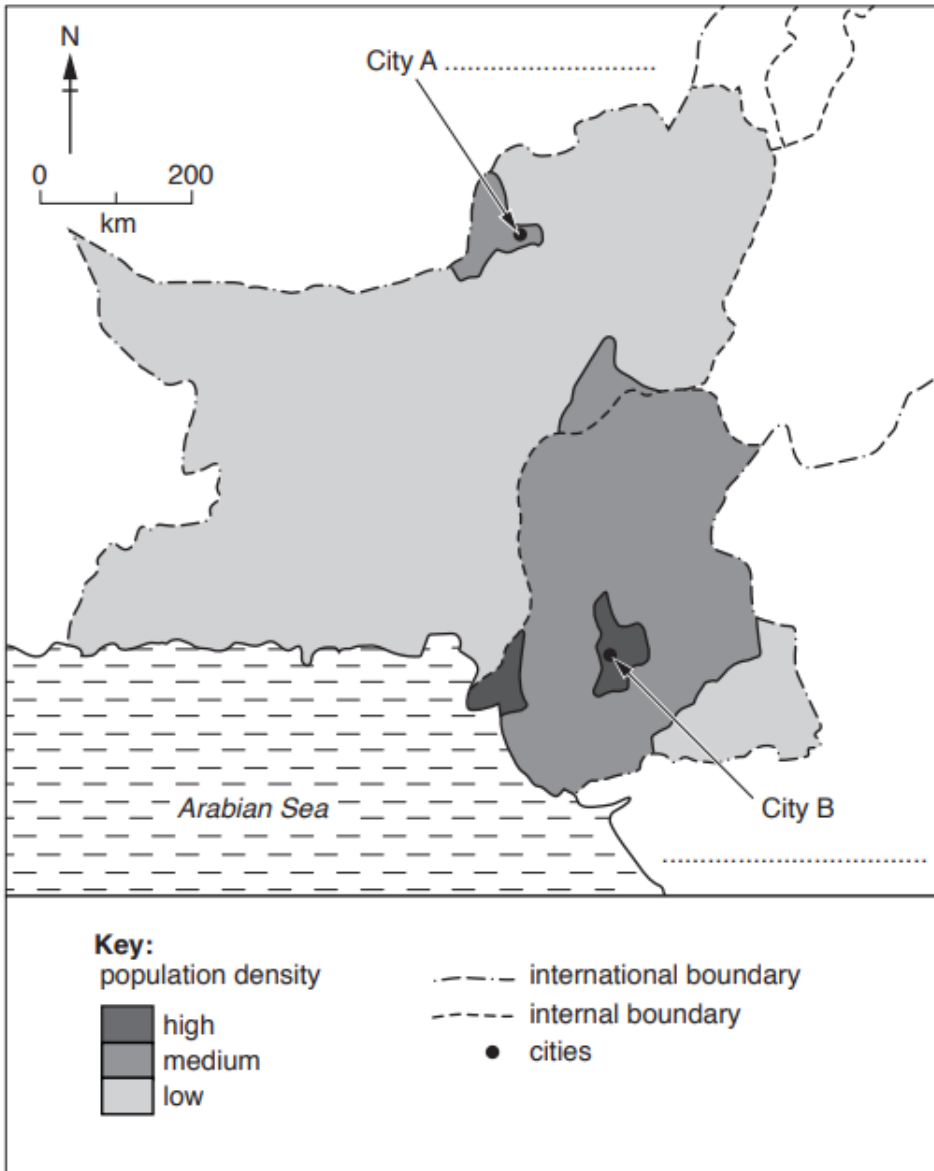 N
City A ..............................
0 200
km
Arabian Sea
City B
......................................
Key:
population density
high
medium
low
international boundary
internal boundary
cities